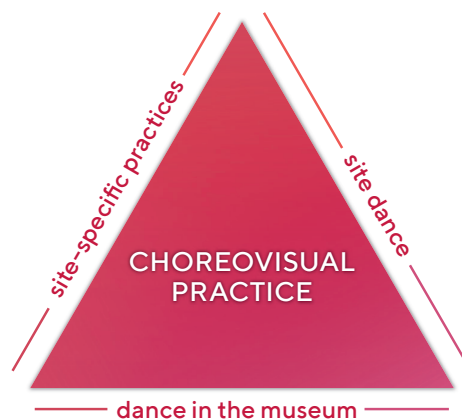 site-specific practices
site dance
CHOREOVISUAL
PRACTICE
dance in the museum